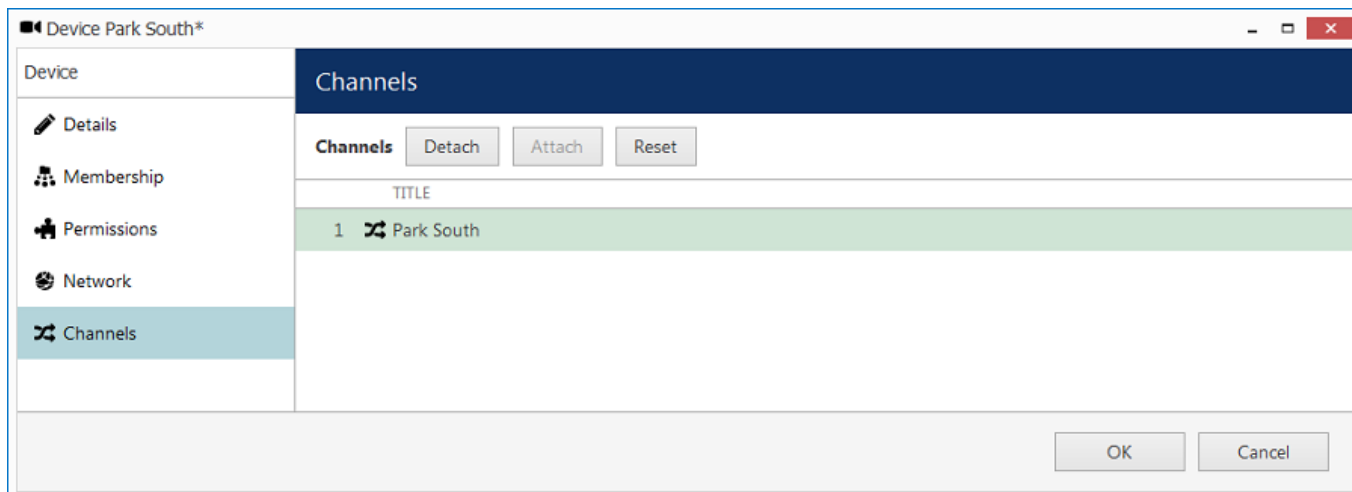 Device Park South*
Device
Details
Membership
Permissions
Network
Channels
Channels
Channels Detach Attach Reset
TITLE
1 Park South
OK Cancel